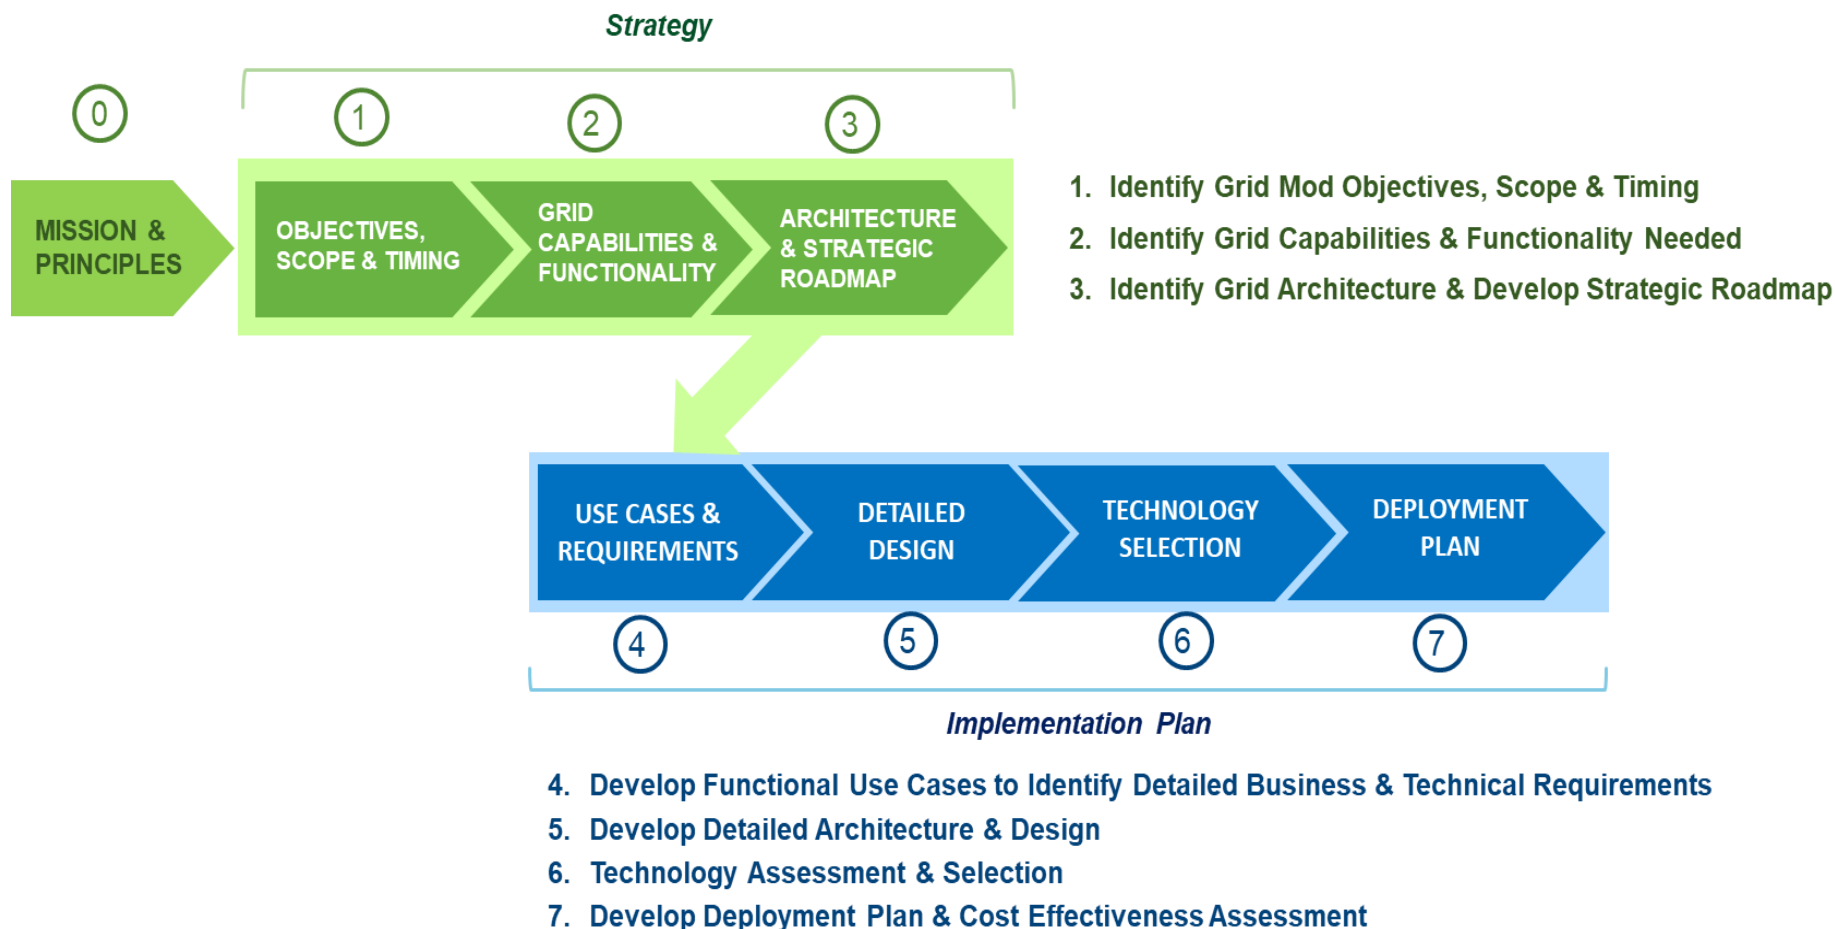 Strategy
0
1
2
3
MISSION &
PRINCIPLES
OBJECTIVES,
SCOPE & TIMING
GRID
CAPABILITIES &
FUNCTIONALITY
ARCHITECTURE
& STRATEGIC
ROADMAP
1. Identify Grid Mod Objectives, Scope & Timing
2. Identify Grid Capabilities & Functionality Needed
3. Identify Grid Architecture & Develop Strategic Roadmap
USE CASES &
REQUIREMENTS
DETAILED
DESIGN
TECHNOLOGY
SELECTION
DEPLOYMENT
PLAN
4
5
6
7
Implementation Plan
4. Develop Functional Use Cases to Identify Detailed Business & Technical Requirements
5. Develop Detailed Architecture & Design
6. Technology Assessment & Selection
7. Develop Deployment Plan & Cost Effectiveness Assessment